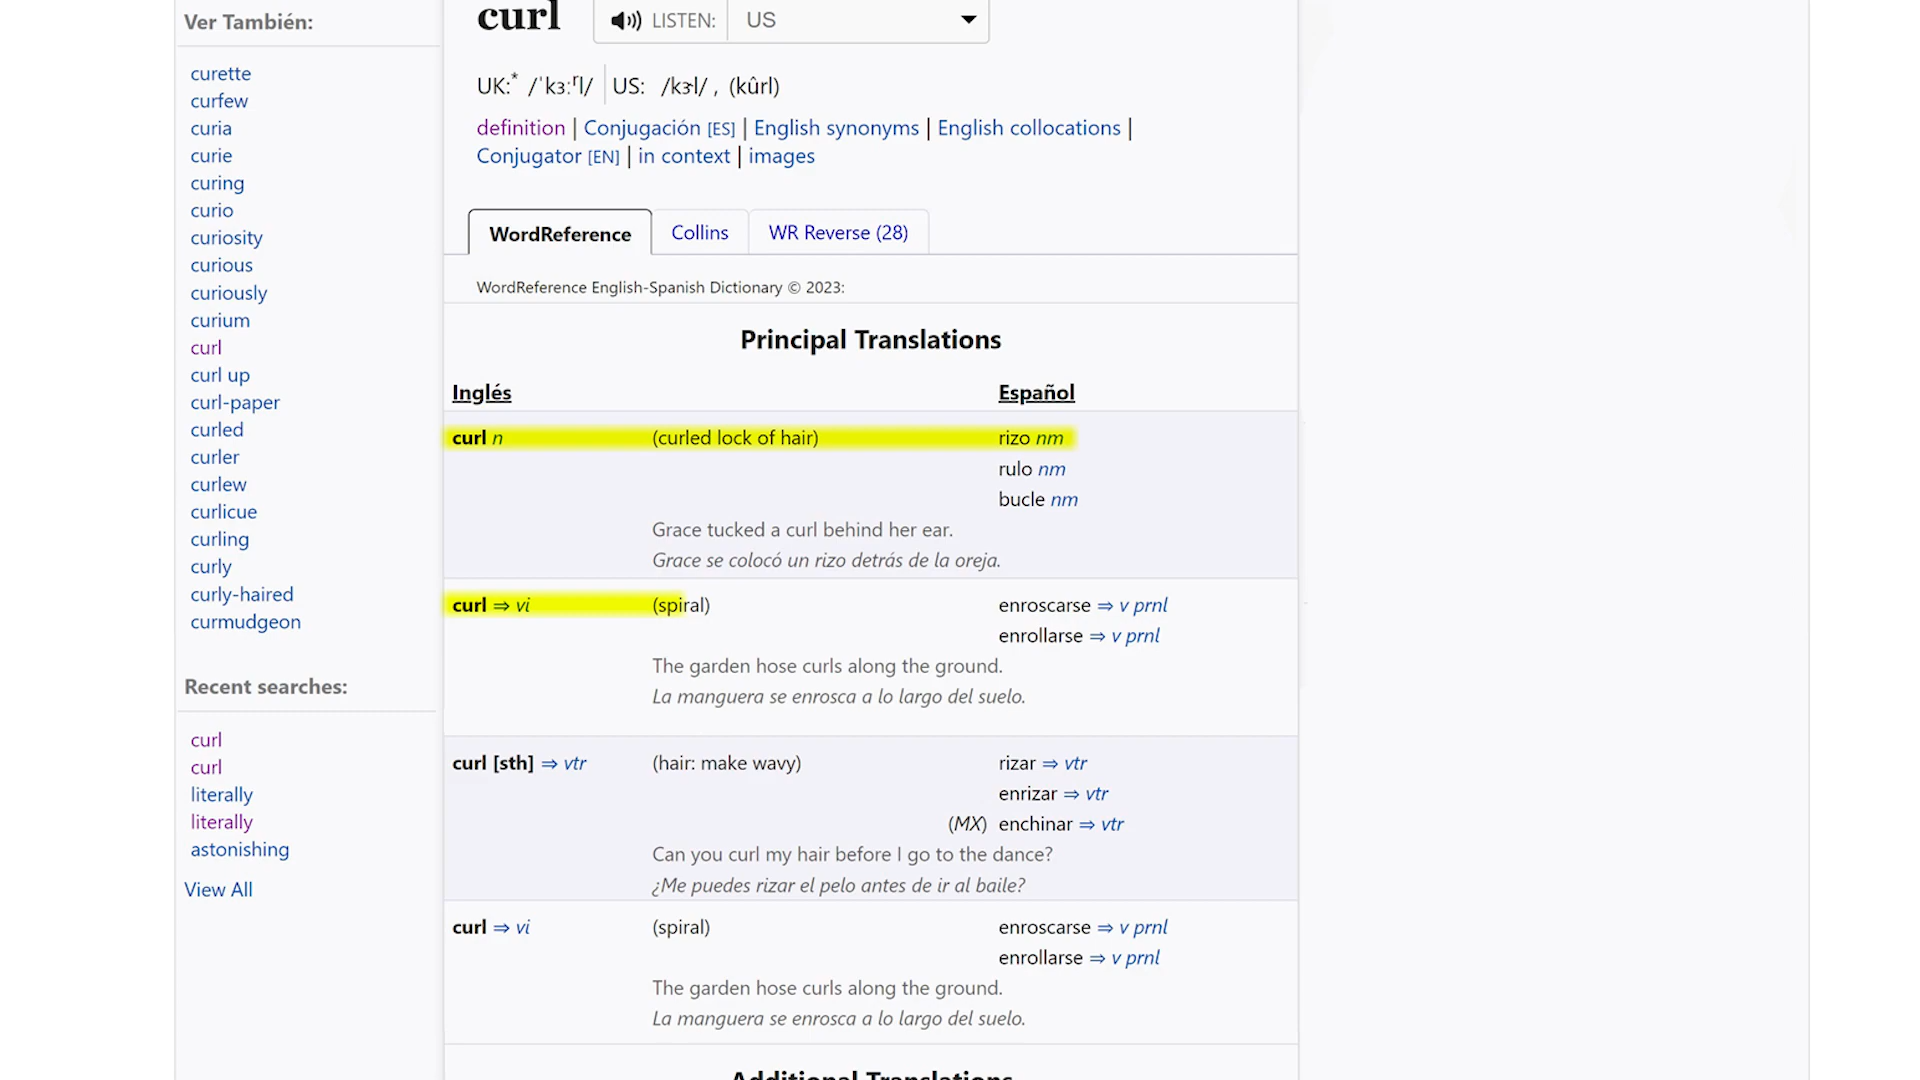 Ver También:
curette
curfew
curia
curie
curing
curio
curiosity
curious
curiously
curium
curl
curl up
curl-paper
curled
curler
curlew
curlicue
curling
curly
curly-haired
curmudgeon
Recent searches:
curl
curl
literally
literally
astonishing
View All
curl LISTEN: US
UK:* /ˈkɜːʳl/ US: /kɝl/ , (kûrl)
definition | Conjugación [ES] | English synonyms | English collocations |
Conjugator [EN] | in context | images
WordReference Collins WR Reverse (28)
WordReference English-Spanish Dictionary © 2023:
Principal Translations
Inglés Español
curl n (curled lock of hair) rizo nm
rulo nm
bucle nm
Grace tucked a curl behind her ear.
Grace se colocó un rizo detrás de la oreja.
curl ⇒ vi (spiral) enroscarse ⇒ v prnl
enrollarse ⇒ v prnl
The garden hose curls along the ground.
La manguera se enrosca a lo largo del suelo.
curl [sth] ⇒ vtr (hair: make wavy) rizar ⇒ vtr
enrizar ⇒ vtr
(MX) enchinar ⇒ vtr
Can you curl my hair before I go to the dance?
¿Me puedes rizar el pelo antes de ir al baile?
curl ⇒ vi (spiral) enroscarse ⇒ v prnl
enrollarse ⇒ v prnl
The garden hose curls along the ground.
La manguera se enrosca a lo largo del suelo.
Additional Translations